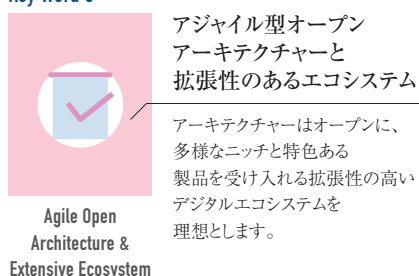 アジャイル型オープン
アーキテクチャーと
拡張性のあるエコシステム
アーキテクチャーはオープンに、
多様なニッチと特色ある
製品を受け入れる拡張性の高い
デジタルエコシステムを
理想とします。
Agile Open
Architecture &
Extensive Ecosystem